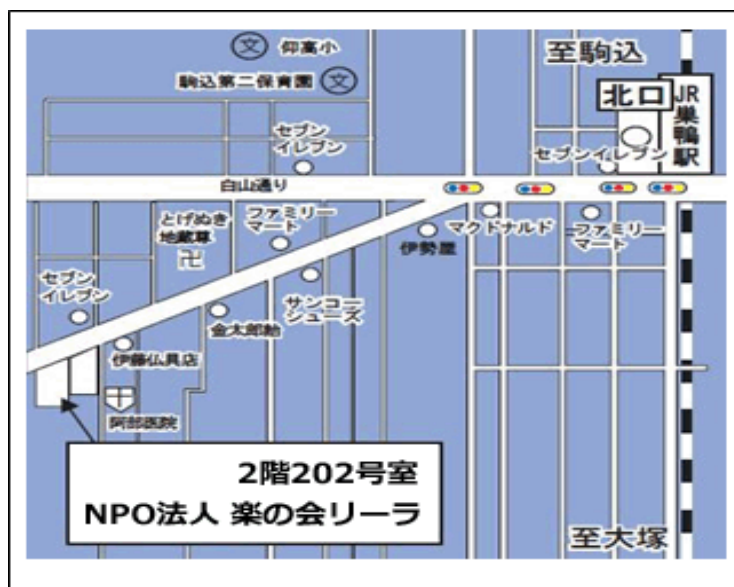 文
仰高小
駒込第二保育園
文
至駒込
北口
JR
巣鴨駅
セブン
イレブン
セブンイレブン
白山通り
とげぬき
地蔵尊
卍
ファミリー
マート
伊勢屋
マクドナルド
ファミリー
マート
セブン
イレブン
サンコー
シューズ
金太郎飴
伊藤仏具店
阿部医院
2階202号室
NPO法人 楽の会リーラ
至大塚